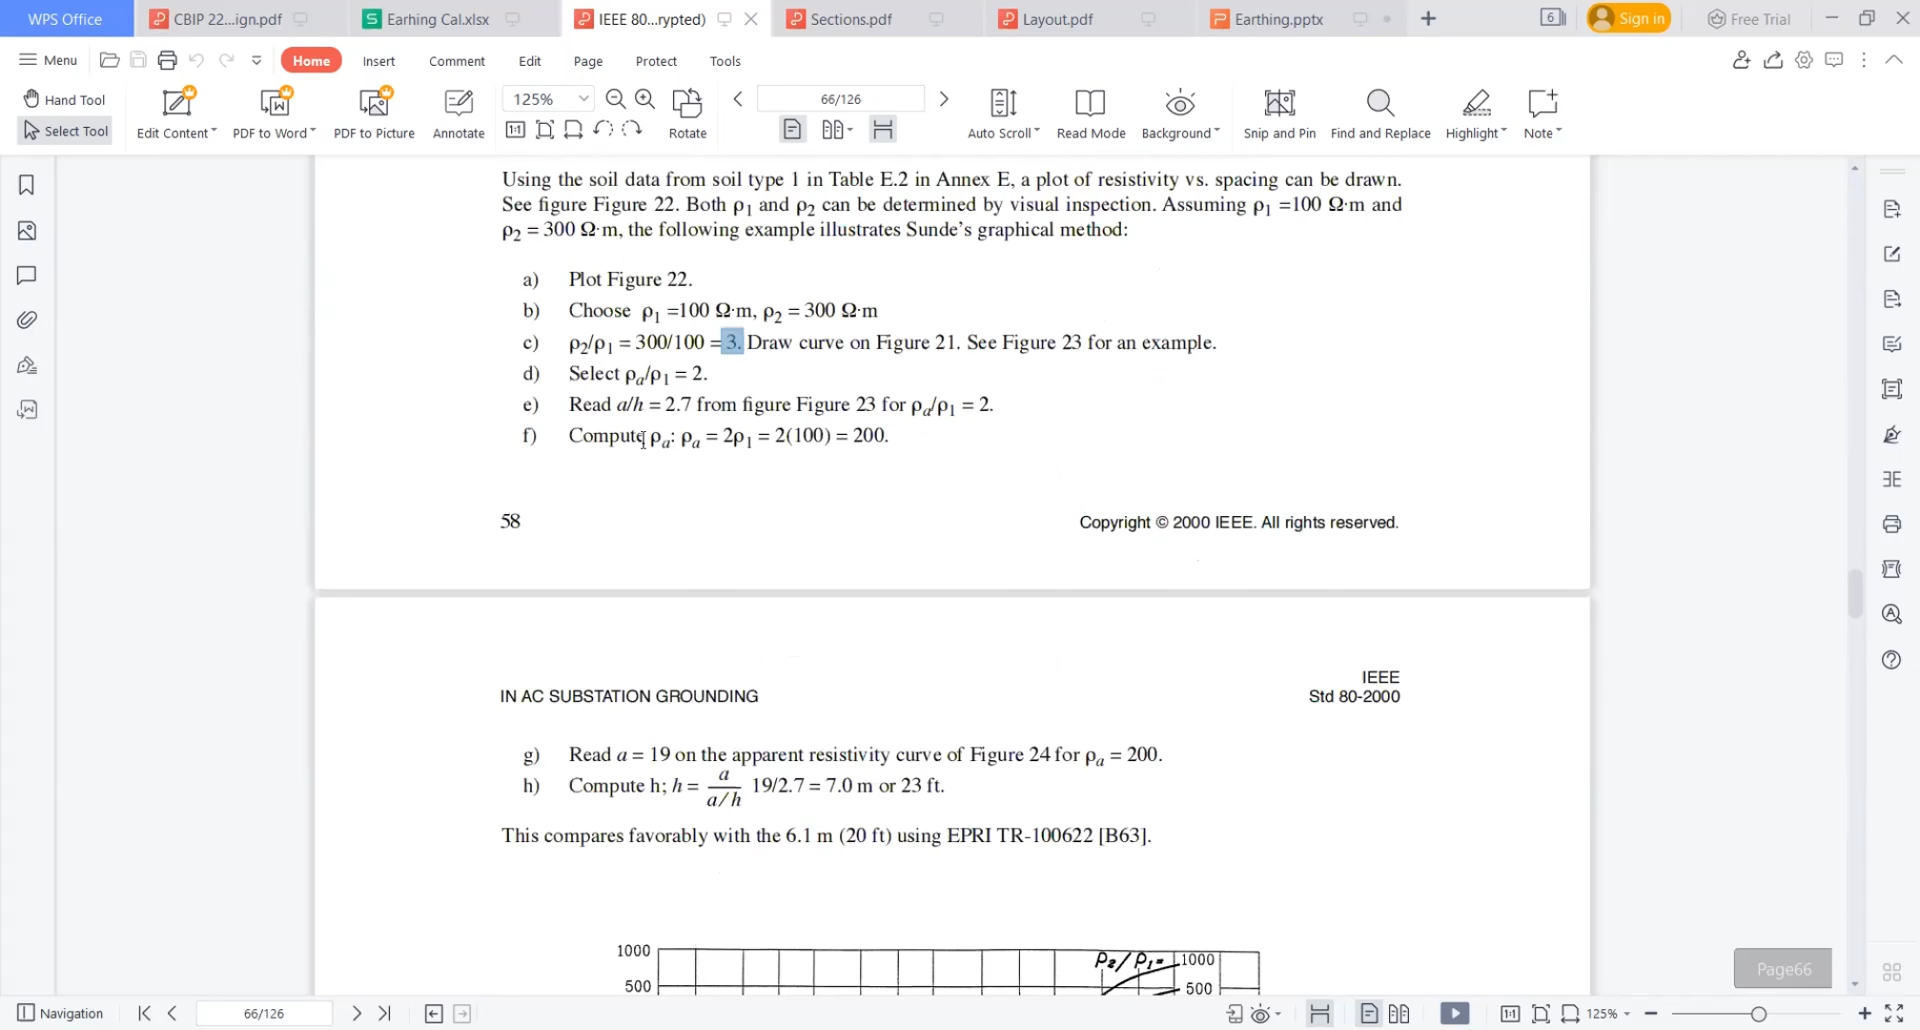 WPS Office
CBIP 22...ign.pdf
Earhing Cal.xlsx
IEEE 80...rypted)
Sections.pdf
Layout.pdf
Earthing.pptx
6
Sign in
Free Trial
Menu
Home
Insert
Comment
Edit
Page
Protect
Tools
Hand Tool
Select Tool
Edit Content
PDF to Word
PDF to Picture
Annotate
125%
1:1
Rotate
66/126
Auto Scroll
Read Mode
Background
Snip and Pin
Find and Replace
Highlight
Note
Using the soil data from soil type 1 in Table E.2 in Annex E, a plot of resistivity vs. spacing can be drawn.
See figure Figure 22. Both ρ1 and ρ2 can be determined by visual inspection. Assuming ρ1 =100 Ω·m and
ρ2 = 300 Ω·m, the following example illustrates Sunde's graphical method:
a) Plot Figure 22.
b) Choose ρ1 =100 Ω·m, ρ2 = 300 Ω·m
c) ρ2/ρ1 = 300/100 = 3. Draw curve on Figure 21. See Figure 23 for an example.
d) Select ρa/ρ1 = 2.
e) Read a/h = 2.7 from figure Figure 23 for ρa/ρ1 = 2.
f) Compute ρa: ρa = 2ρ1 = 2(100) = 200.
58
Copyright © 2000 IEEE. All rights reserved.
IEEE
IN AC SUBSTATION GROUNDING
Std 80-2000
g) Read a = 19 on the apparent resistivity curve of Figure 24 for ρa = 200.
h) Compute h; h = a / a/h 19/2.7 = 7.0 m or 23 ft.
This compares favorably with the 6.1 m (20 ft) using EPRI TR-100622 [B63].
1000
ρ2/ρ1=
1000
500
500
Page66
Navigation
66/126
1:1
125%